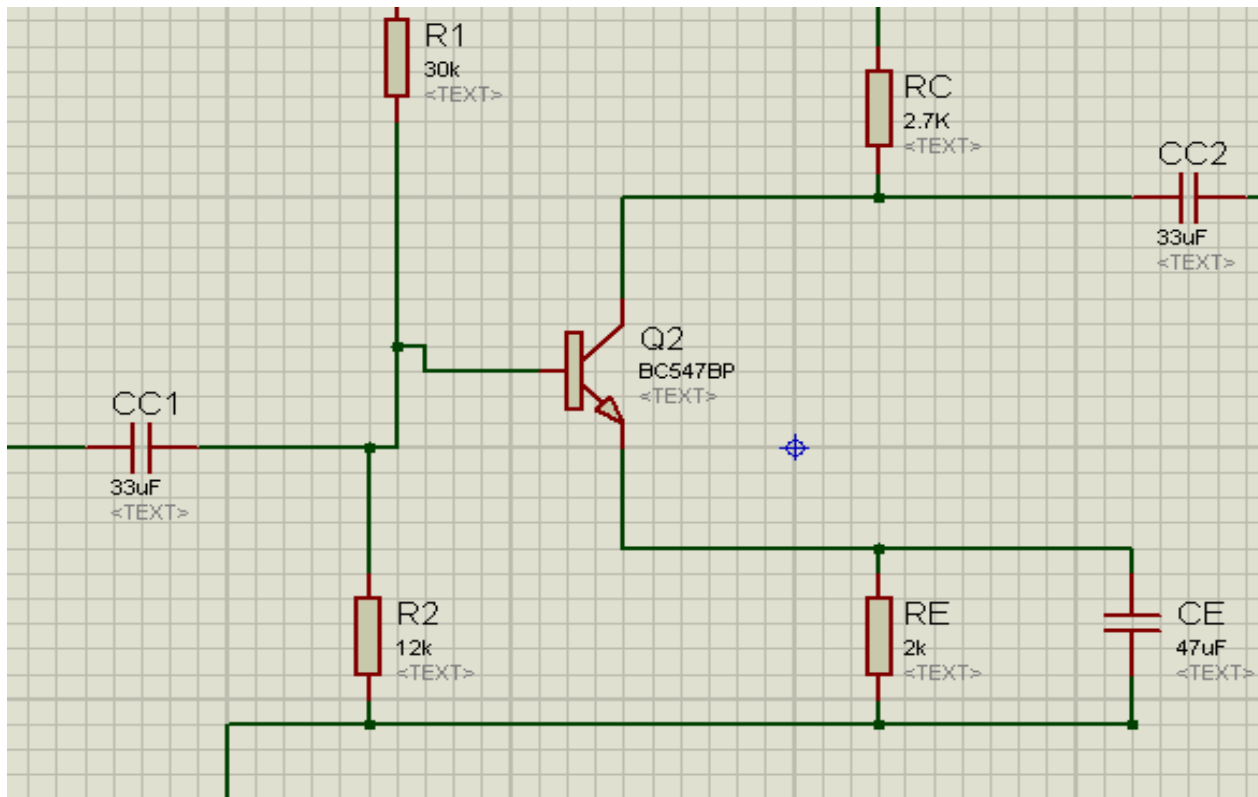 R1
30k
<TEXT>
RC
2.7K
<TEXT>
CC2
33uF
<TEXT>
Q2
BC547BP
<TEXT>
CC1
33uF
<TEXT>
R2
12k
<TEXT>
RE
2k
<TEXT>
CE
47uF
<TEXT>